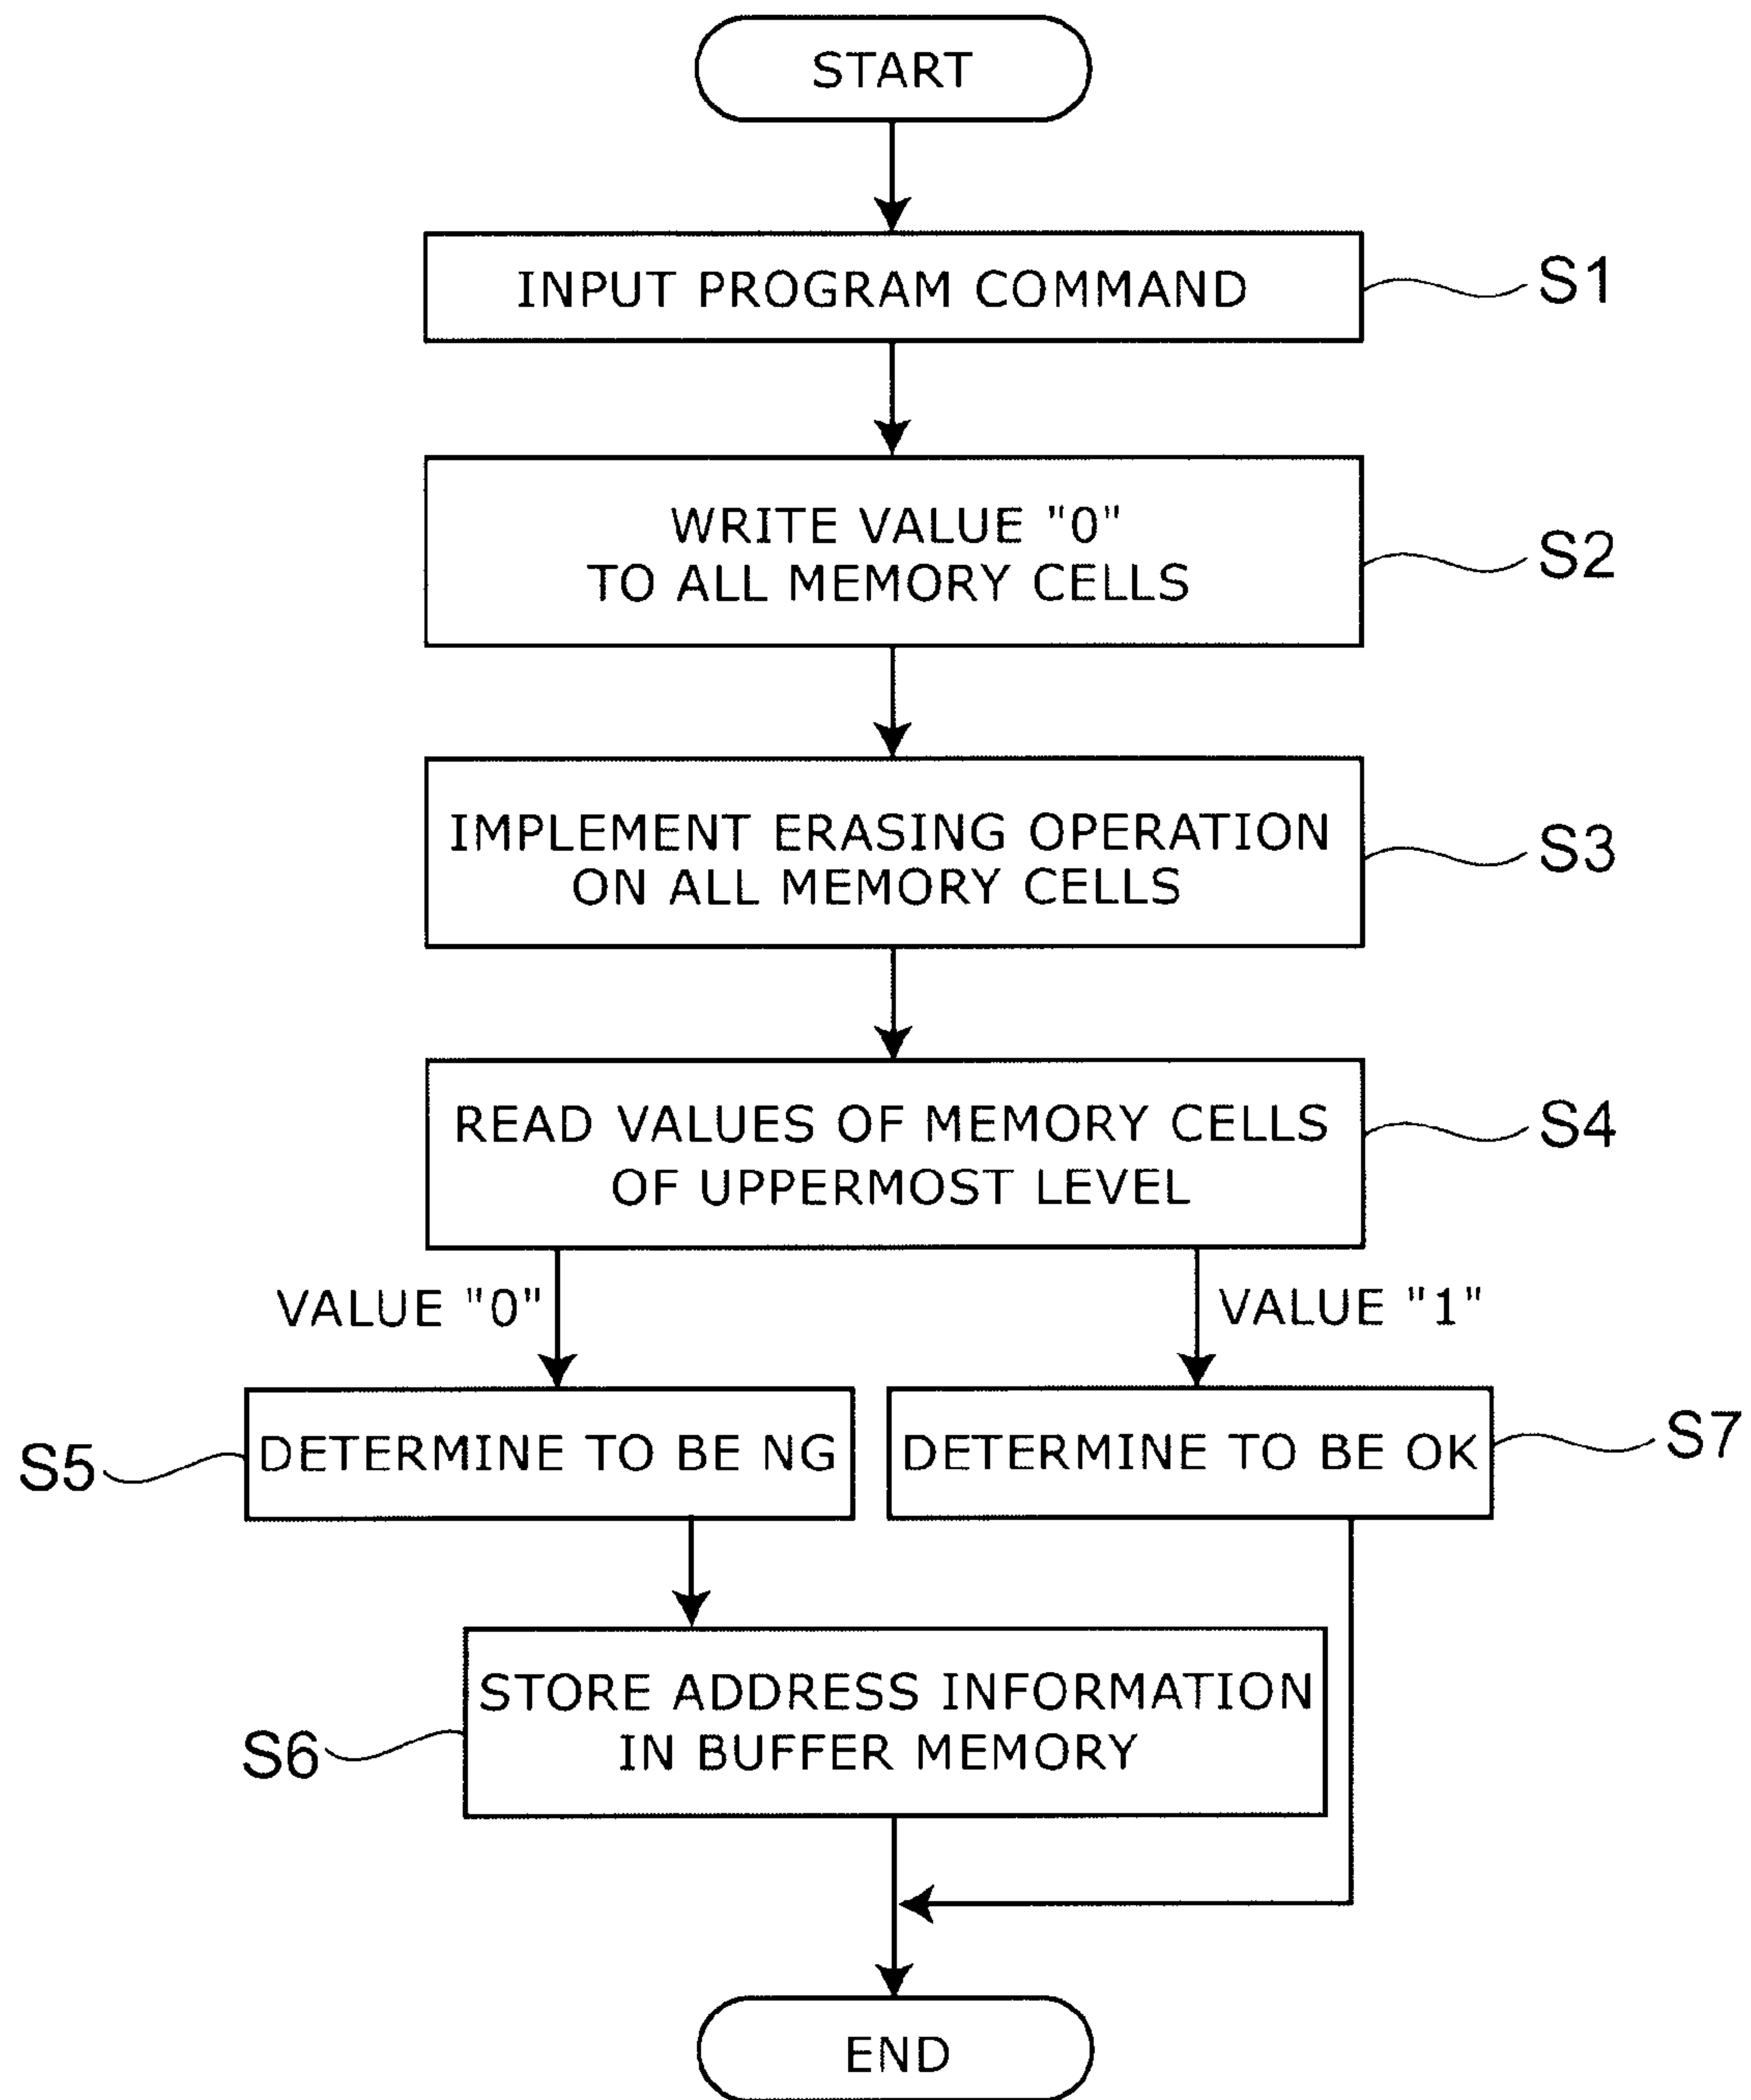 START
INPUT PROGRAM COMMAND
S1
WRITE VALUE "0"
TO ALL MEMORY CELLS
S2
IMPLEMENT ERASING OPERATION
ON ALL MEMORY CELLS
S3
READ VALUES OF MEMORY CELLS
OF UPPERMOST LEVEL
S4
VALUE "0"
VALUE "1"
S5
DETERMINE TO BE NG
DETERMINE TO BE OK
S7
STORE ADDRESS INFORMATION
IN BUFFER MEMORY
S6
END